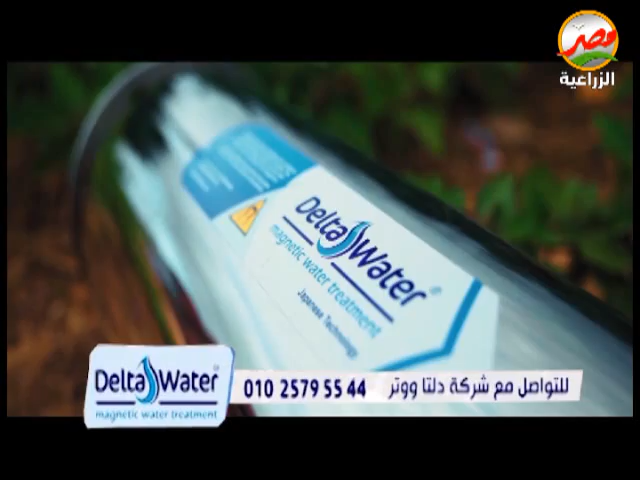 مصر
الزراعية
Delta Water®
magnetic water treatment
Japanese Technology
Delta Water®
magnetic water treatment
010 2579 55 44 للتواصل مع شركة دلتا ووتر